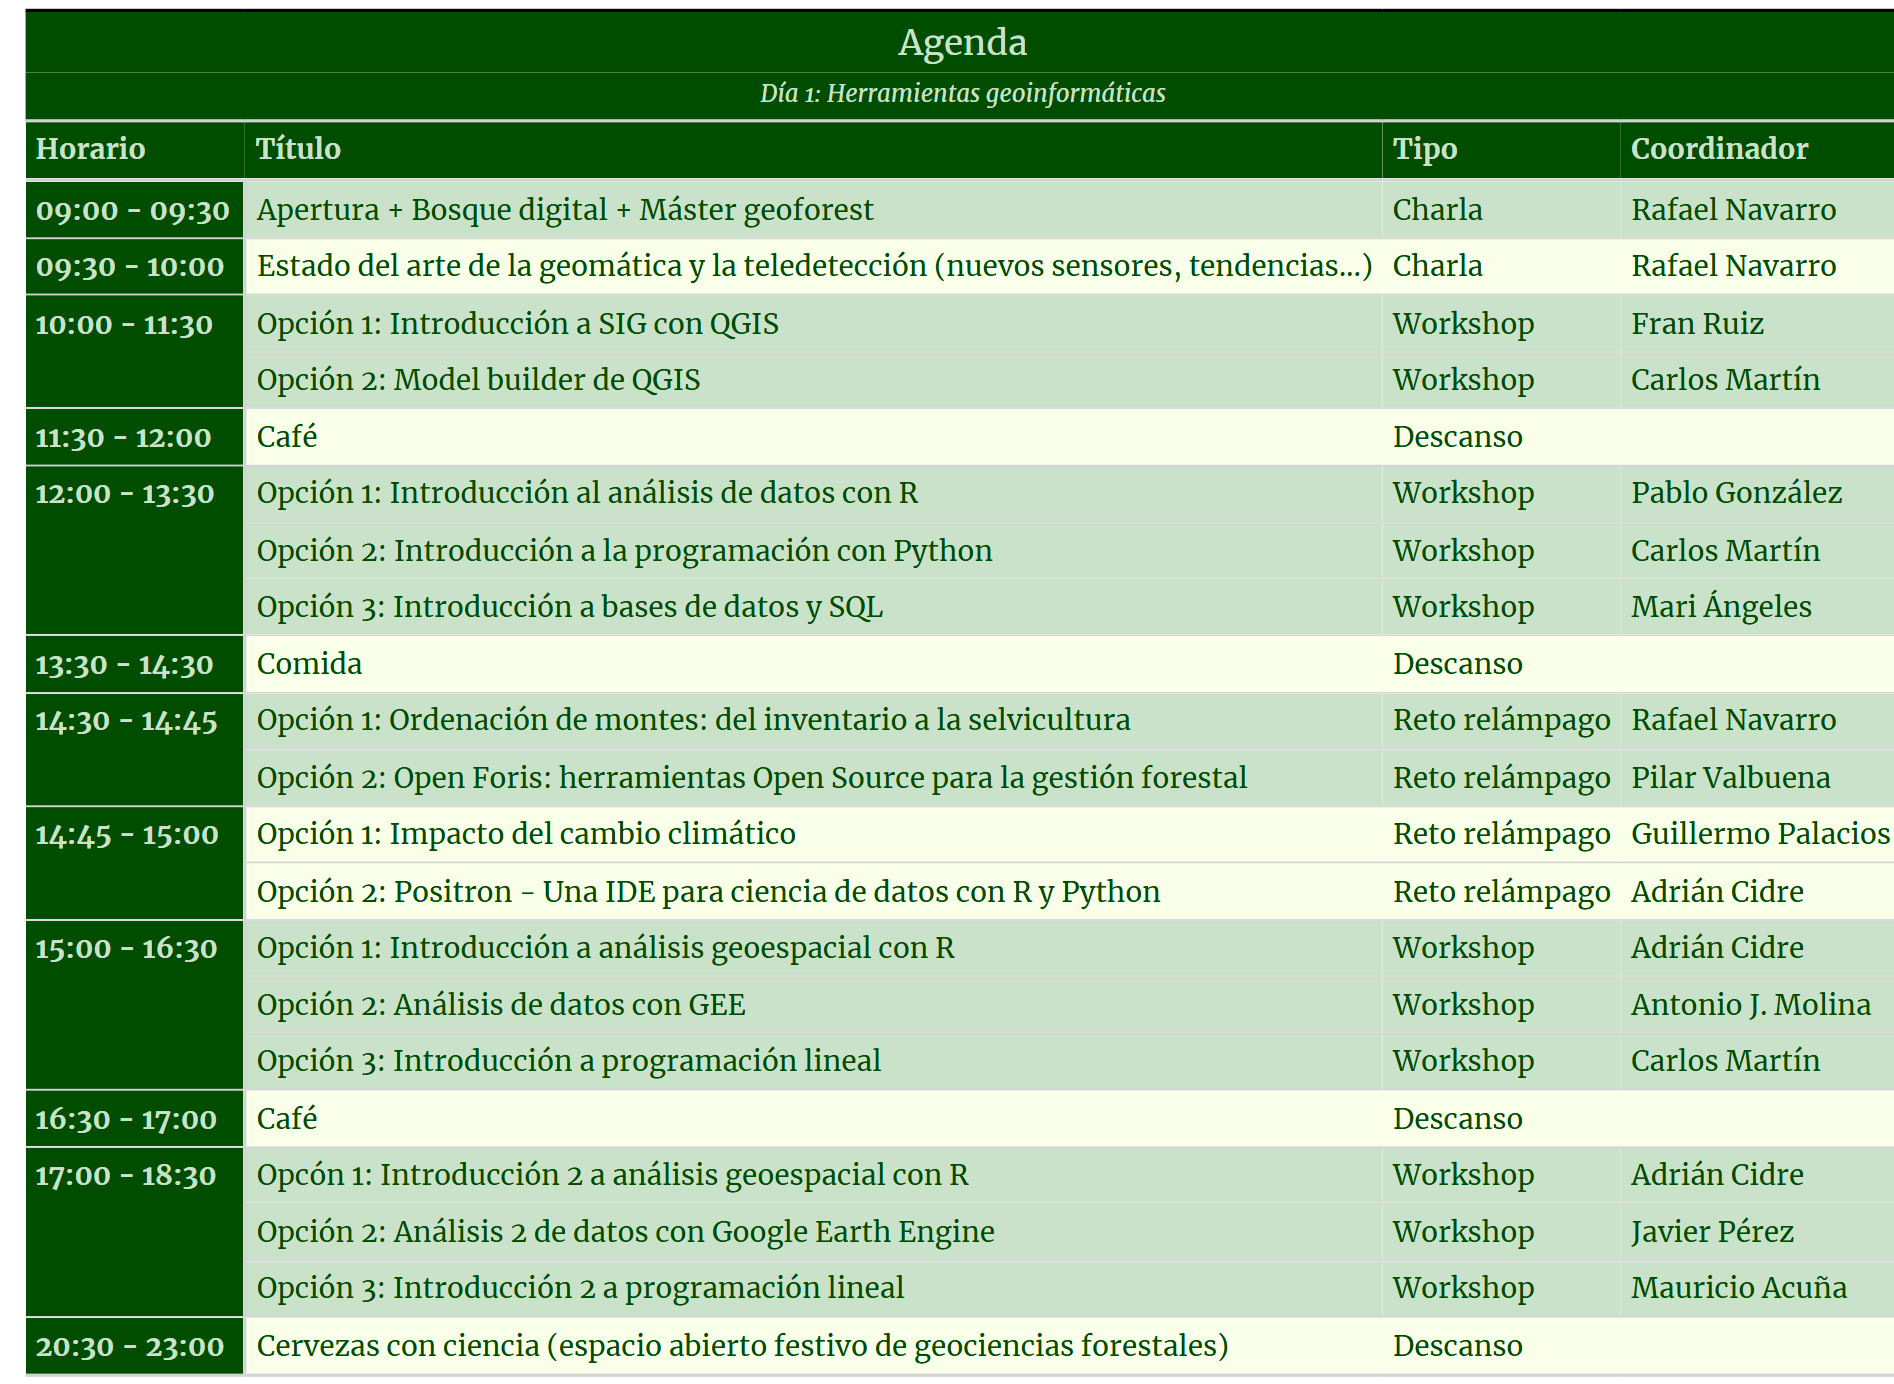 Agenda
Día 1: Herramientas geoinformáticas
Horario Título Tipo Coordinador
09:00 - 09:30 Apertura + Bosque digital + Máster geoforest Charla Rafael Navarro
09:30 - 10:00 Estado del arte de la geomática y la teledetección (nuevos sensores, tendencias...) Charla Rafael Navarro
10:00 - 11:30 Opción 1: Introducción a SIG con QGIS Workshop Fran Ruiz
Opción 2: Model builder de QGIS Workshop Carlos Martín
11:30 - 12:00 Café Descanso
12:00 - 13:30 Opción 1: Introducción al análisis de datos con R Workshop Pablo González
Opción 2: Introducción a la programación con Python Workshop Carlos Martín
Opción 3: Introducción a bases de datos y SQL Workshop Mari Ángeles
13:30 - 14:30 Comida Descanso
14:30 - 14:45 Opción 1: Ordenación de montes: del inventario a la selvicultura Reto relámpago Rafael Navarro
Opción 2: Open Foris: herramientas Open Source para la gestión forestal Reto relámpago Pilar Valbuena
14:45 - 15:00 Opción 1: Impacto del cambio climático Reto relámpago Guillermo Palacios
Opción 2: Positron - Una IDE para ciencia de datos con R y Python Reto relámpago Adrián Cidre
15:00 - 16:30 Opción 1: Introducción a análisis geoespacial con R Workshop Adrián Cidre
Opción 2: Análisis de datos con GEE Workshop Antonio J. Molina
Opción 3: Introducción a programación lineal Workshop Carlos Martín
16:30 - 17:00 Café Descanso
17:00 - 18:30 Opcón 1: Introducción 2 a análisis geoespacial con R Workshop Adrián Cidre
Opción 2: Análisis 2 de datos con Google Earth Engine Workshop Javier Pérez
Opción 3: Introducción 2 a programación lineal Workshop Mauricio Acuña
20:30 - 23:00 Cervezas con ciencia (espacio abierto festivo de geociencias forestales) Descanso